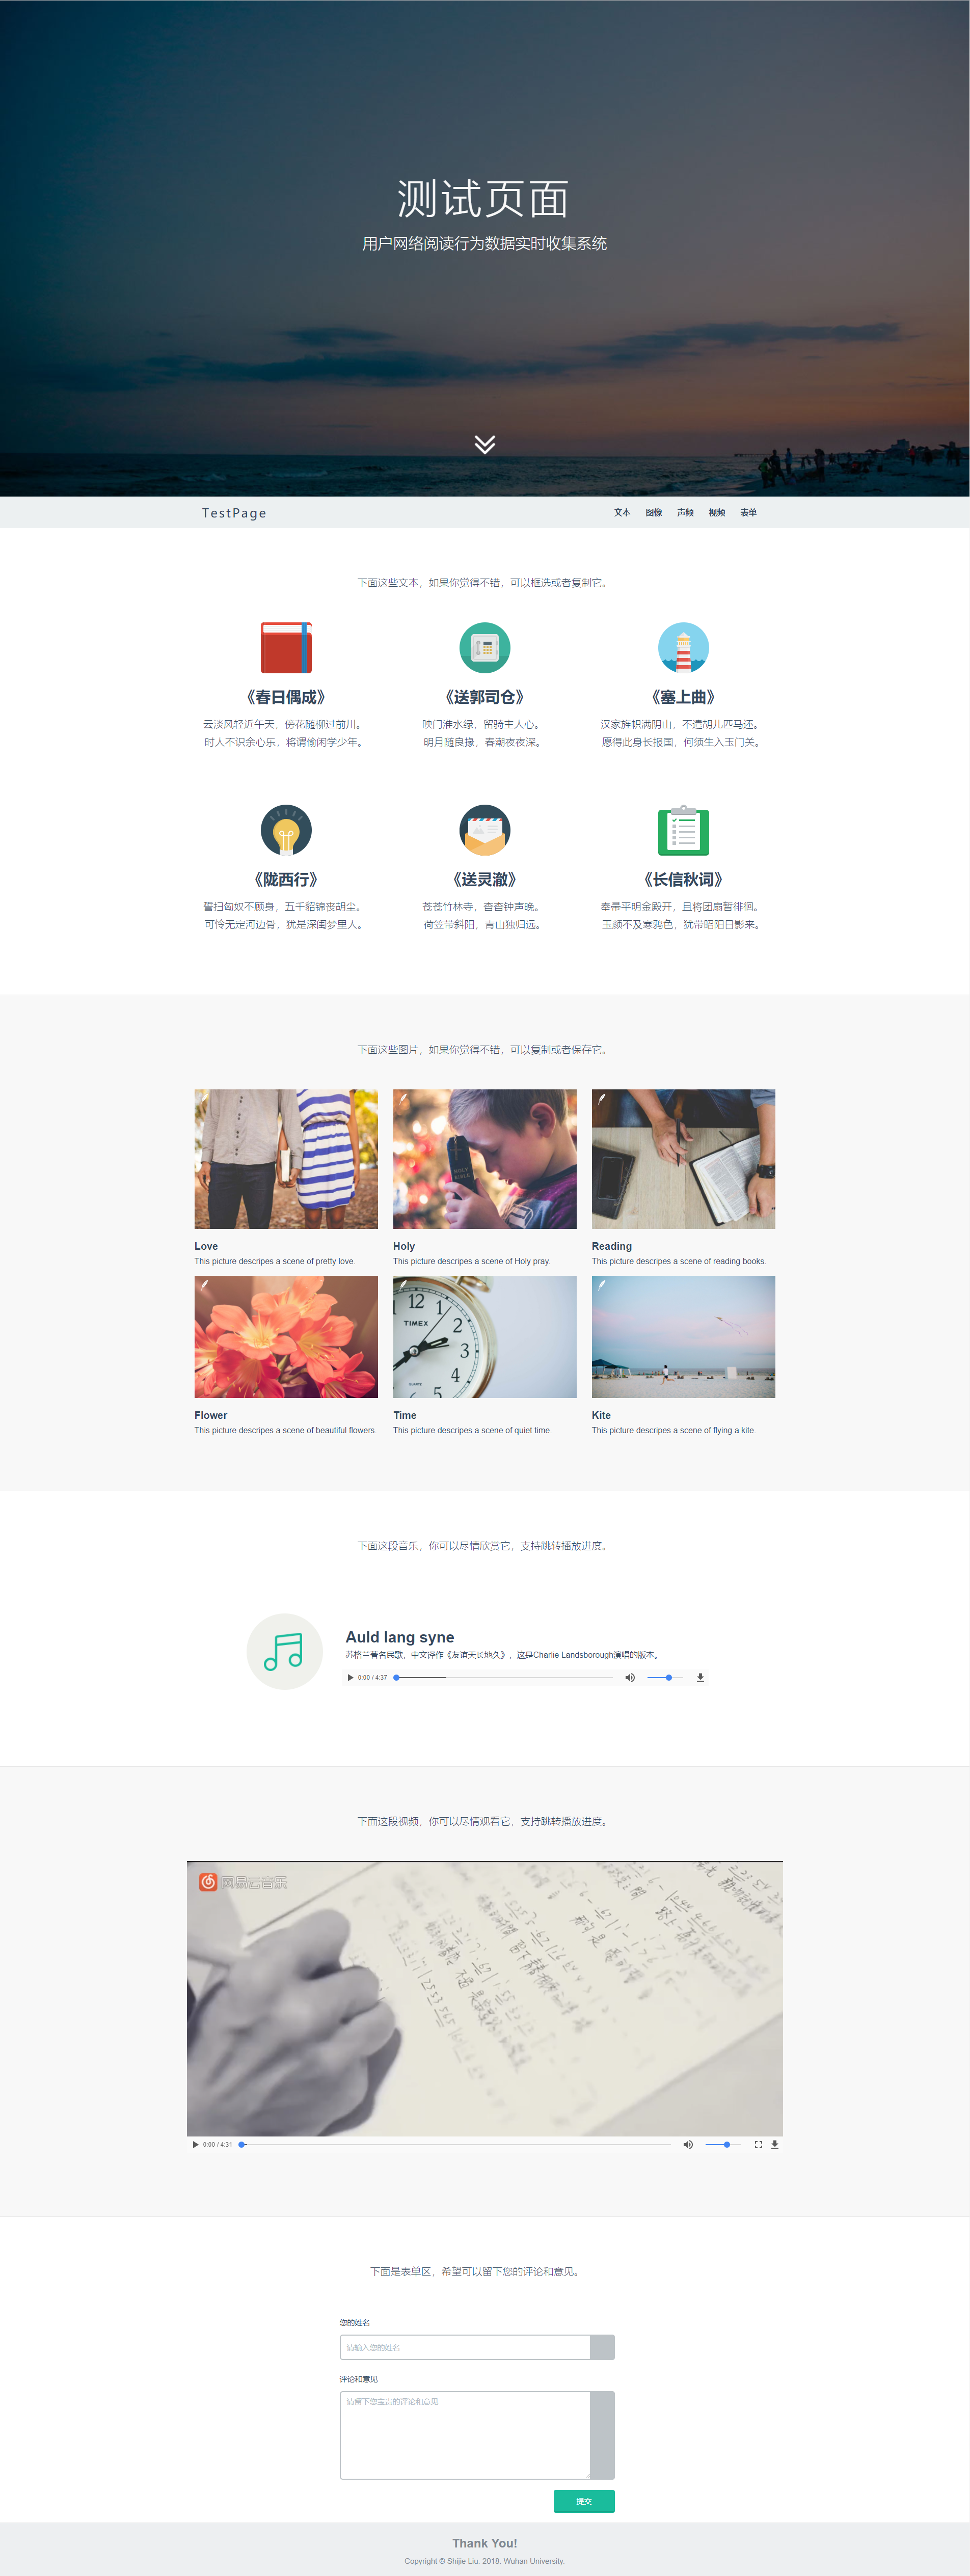 测试页面
用户网络阅读行为数据实时收集系统
TestPage
文本 图像 声频 视频 表单
下面这些文本，如果你觉得不错，可以框选或者复制它。
《春日偶成》
云淡风轻近午天，傍花随柳过前川。
时人不识余心乐，将谓偷闲学少年。
《送郭司仓》
映门淮水绿，留骑主人心。
明月随良掾，春潮夜夜深。
《塞上曲》
汉家旌帜满阴山，不遣胡儿匹马还。
愿得此身长报国，何须生入玉门关。
《陇西行》
誓扫匈奴不顾身，五千貂锦丧胡尘。
可怜无定河边骨，犹是深闺梦里人。
《送灵澈》
苍苍竹林寺，杳杳钟声晚。
荷笠带斜阳，青山独归远。
《长信秋词》
奉帚平明金殿开，且将团扇暂徘徊。
玉颜不及寒鸦色，犹带昭阳日影来。
下面这些图片，如果你觉得不错，可以复制或者保存它。
HOLY
BIBLE
Love
This picture descripes a scene of pretty love.
Holy
This picture descripes a scene of Holy pray.
Reading
This picture descripes a scene of reading books.
12
1
2
3
4
5
6
TIMEX
QUARTZ
Flower
This picture descripes a scene of beautiful flowers.
Time
This picture descripes a scene of quiet time.
Kite
This picture descripes a scene of flying a kite.
下面这段音乐，你可以尽情欣赏它，支持跳转播放进度。
Auld lang syne
苏格兰著名民歌，中文译作《友谊天长地久》，这是Charlie Landsborough演唱的版本。
0:00 / 4:37
下面这段视频，你可以尽情观看它，支持跳转播放进度。
网易云音乐
0:00 / 4:31
下面是表单区，希望可以留下您的评论和意见。
您的姓名
请输入您的姓名
评论和意见
请留下您宝贵的评论和意见
提交
Thank You!
Copyright © Shijie Liu. 2018. Wuhan University.